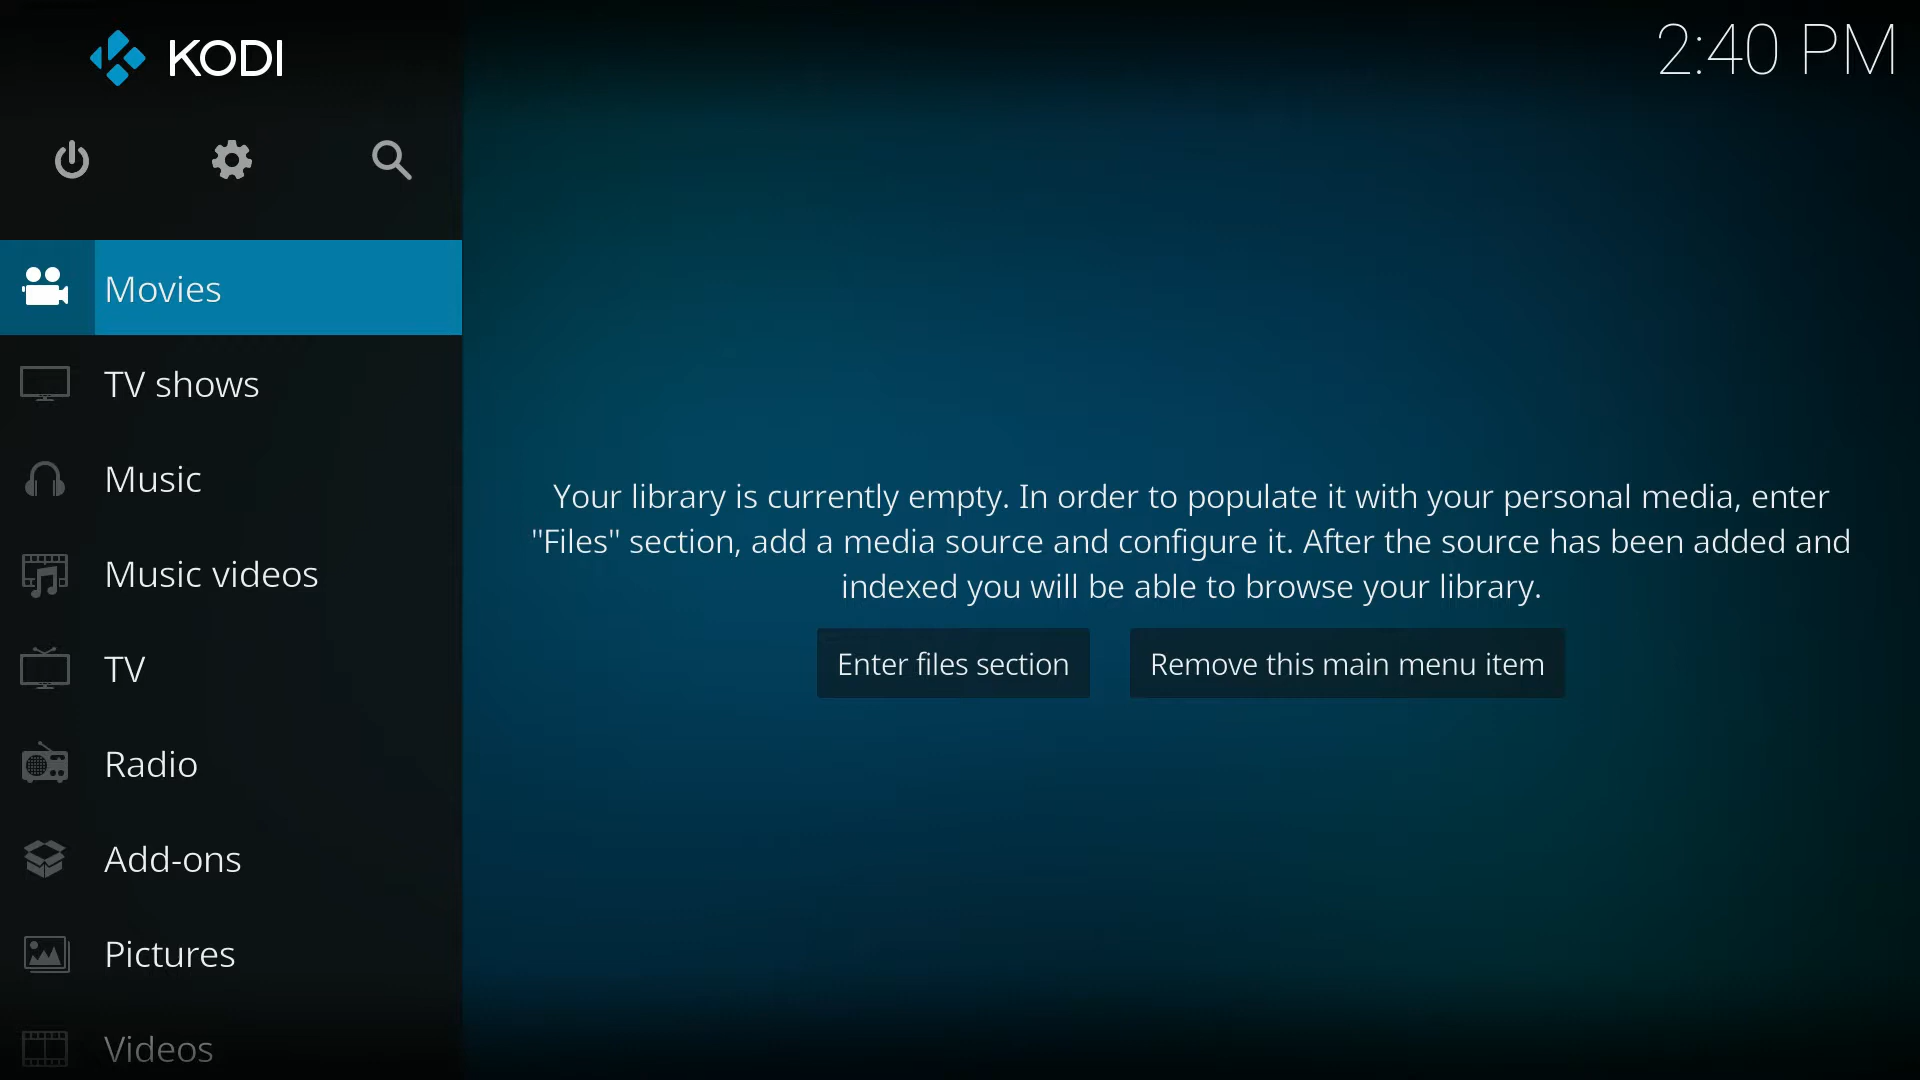 KODI
2:40 PM
Movies
TV shows
Music
Music videos
TV
Radio
Add-ons
Pictures
Videos
Your library is currently empty. In order to populate it with your personal media, enter
"Files" section, add a media source and configure it. After the source has been added and
indexed you will be able to browse your library.
Enter files section
Remove this main menu item